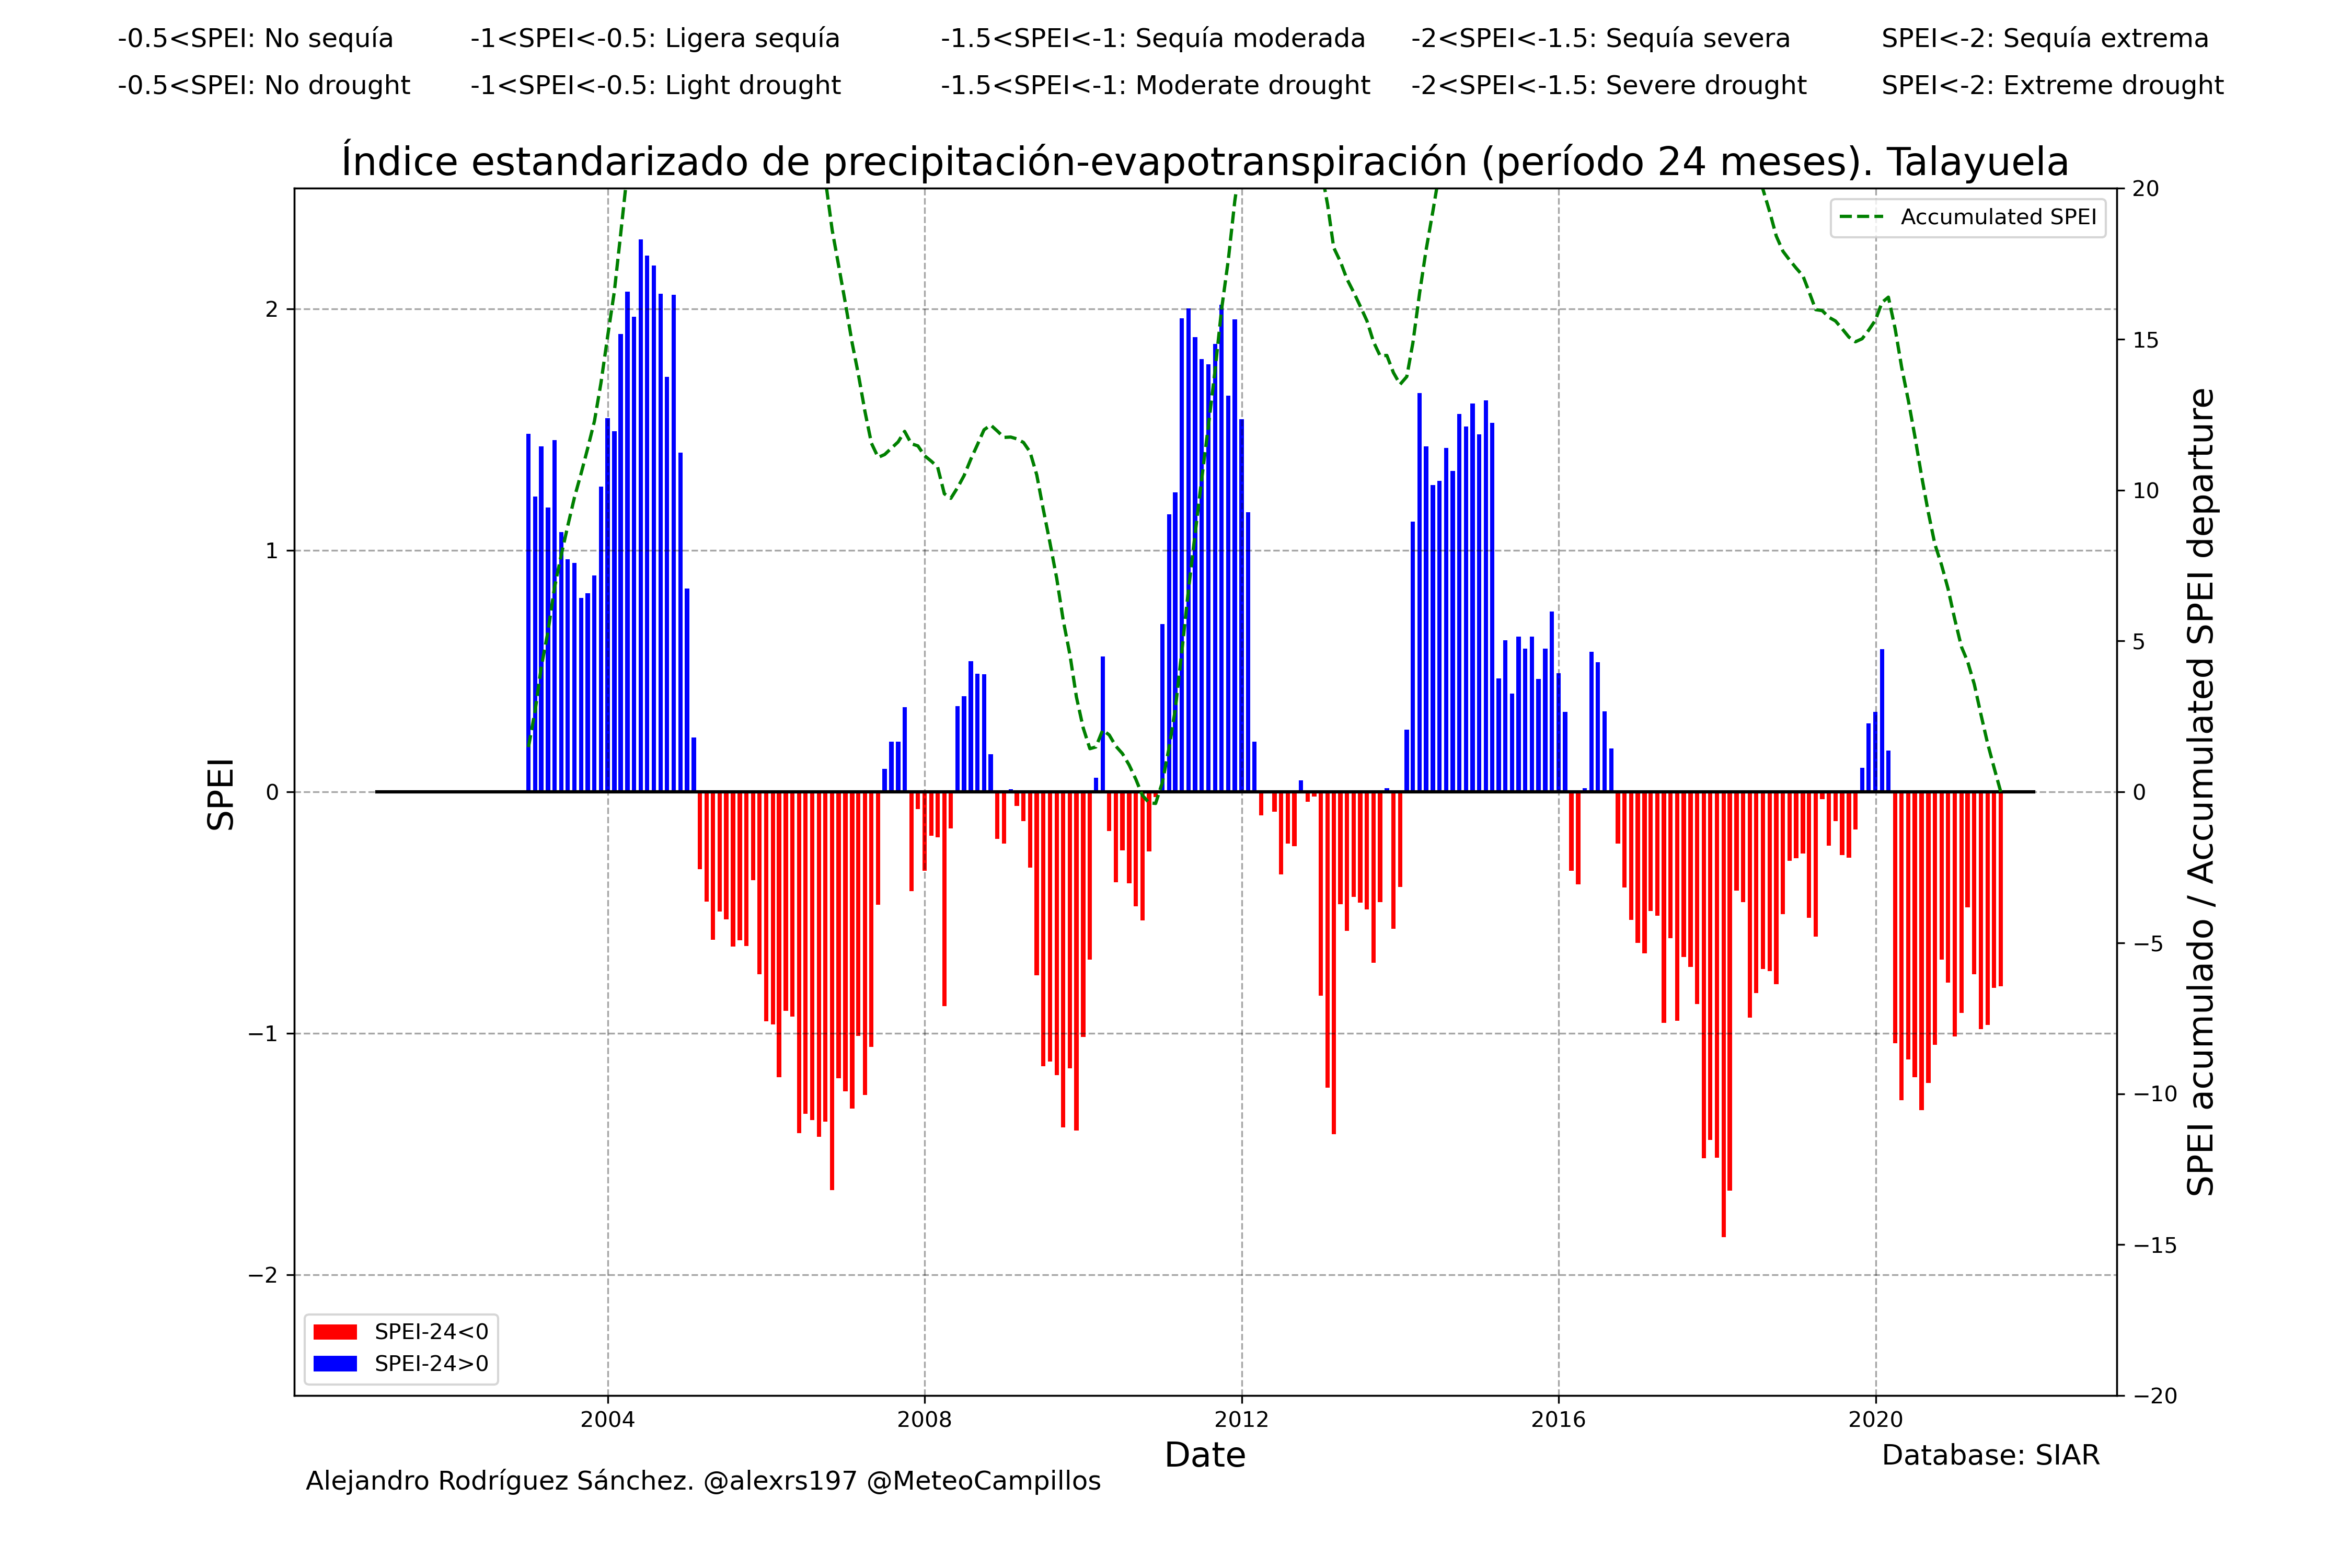 -0.5<SPEI: No sequía -1<SPEI<-0.5: Ligera sequía -1.5<SPEI<-1: Sequía moderada -2<SPEI<-1.5: Sequía severa SPEI<-2: Sequía extrema
-0.5<SPEI: No drought -1<SPEI<-0.5: Light drought -1.5<SPEI<-1: Moderate drought -2<SPEI<-1.5: Severe drought SPEI<-2: Extreme drought
Índice estandarizado de precipitación-evapotranspiración (período 24 meses). Talayuela
Accumulated SPEI
SPEI
2
1
0
−1
−2
20
15
10
5
0
−5
−10
−15
−20
SPEI acumulado / Accumulated SPEI departure
SPEI-24<0
SPEI-24>0
2004 2008 2012 2016 2020
Date
Database: SIAR
Alejandro Rodríguez Sánchez. @alexrs197 @MeteoCampillos